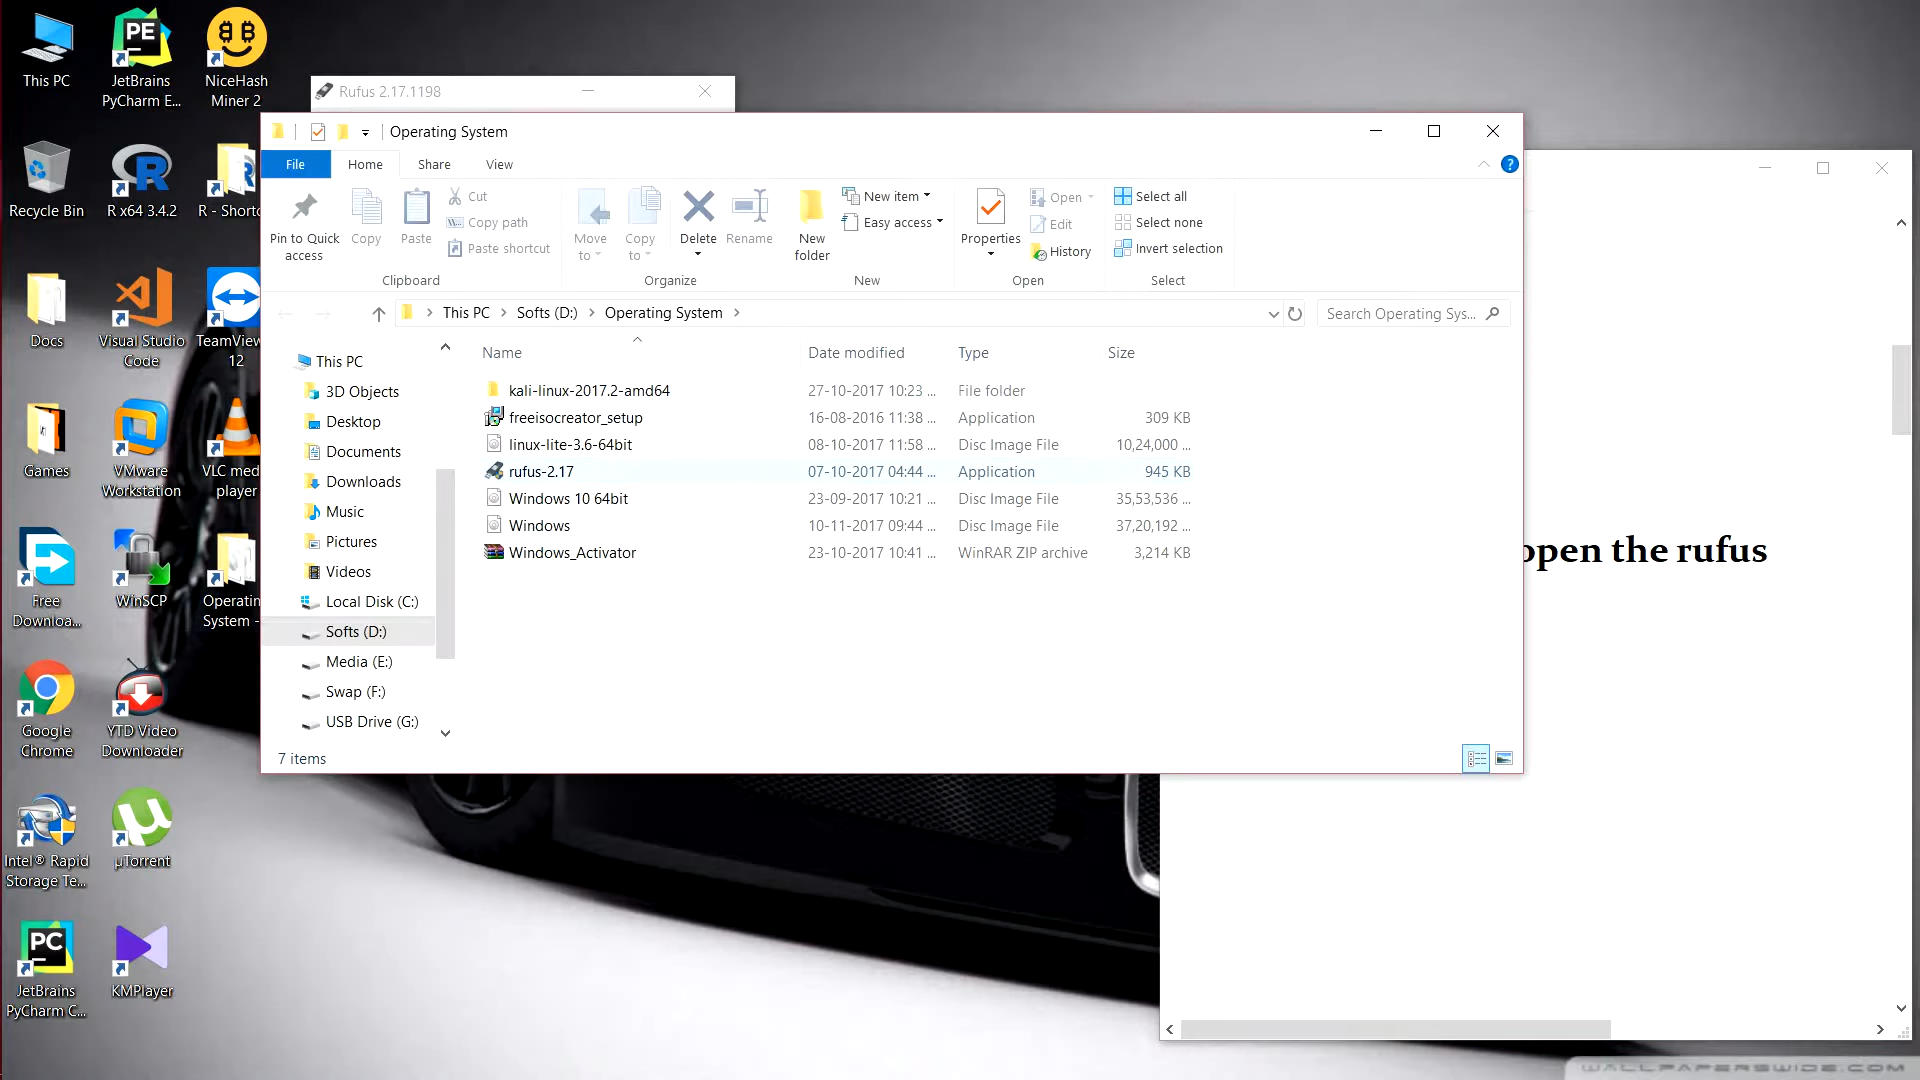 This PC
JetBrains
PyCharm E...
NiceHash
Miner 2
Recycle Bin
R x64 3.4.2
R - Shortc
Docs
Visual Studio
Code
TeamView
12
Games
VMware
Workstation
VLC med
player
Free
Downloa...
WinSCP
Operatin
System -
Google
Chrome
YTD Video
Downloader
Intel® Rapid
Storage Te...
µTorrent
JetBrains
PyCharm C...
KMPlayer
Rufus 2.17.1198
Operating System
File Home Share View
Pin to Quick
access
Copy
Paste
Cut
Copy path
Paste shortcut
Clipboard
Move
to
Copy
to
Delete
Rename
Organize
New
folder
New item
Easy access
New
Properties
Open
Edit
History
Open
Select all
Select none
Invert selection
Select
This PC Softs (D:) Operating System
Search Operating Sys...
This PC
3D Objects
Desktop
Documents
Downloads
Music
Pictures
Videos
Local Disk (C:)
Softs (D:)
Media (E:)
Swap (F:)
USB Drive (G:)
Name Date modified Type Size
kali-linux-2017.2-amd64 27-10-2017 10:23 ... File folder
freeisocreator_setup 16-08-2016 11:38 ... Application 309 KB
linux-lite-3.6-64bit 08-10-2017 11:58 ... Disc Image File 10,24,000 ...
rufus-2.17 07-10-2017 04:44 ... Application 945 KB
Windows 10 64bit 23-09-2017 10:21 ... Disc Image File 35,53,536 ...
Windows 10-11-2017 09:44 ... Disc Image File 37,20,192 ...
Windows_Activator 23-10-2017 10:41 ... WinRAR ZIP archive 3,214 KB
7 items
open the rufus
WALLPAPERSWIDE.COM